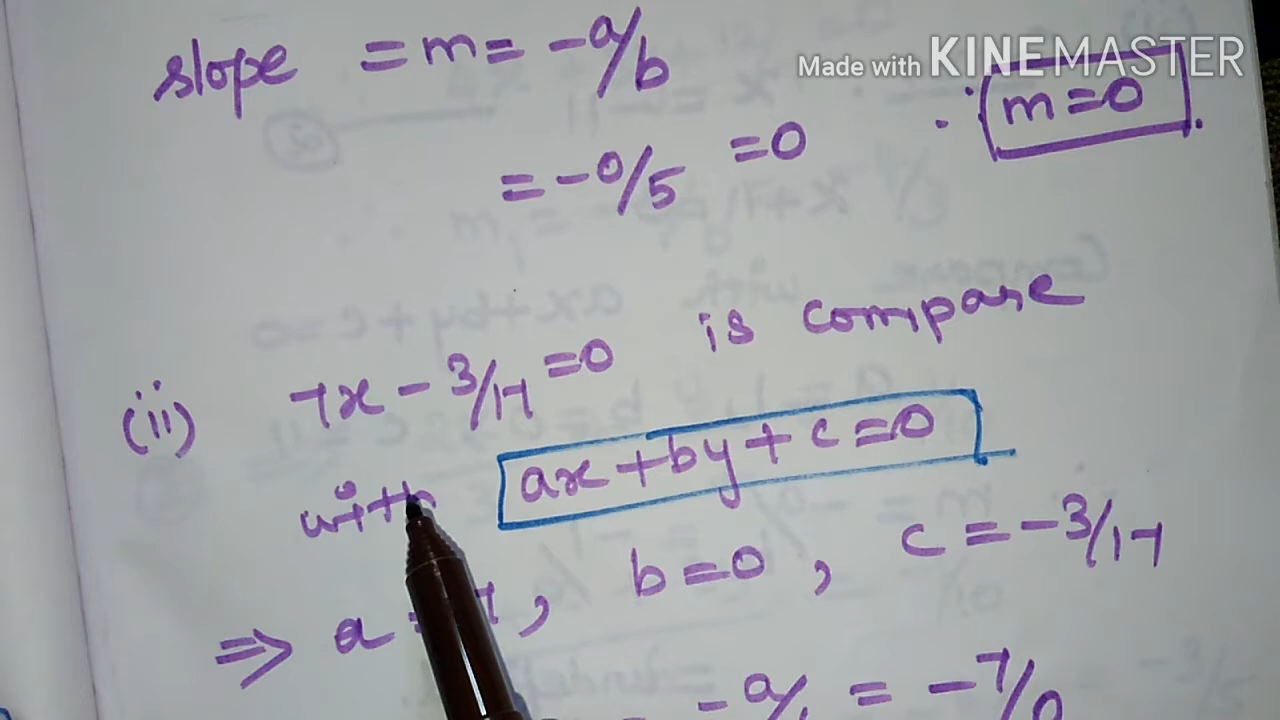 slope = m = -a/b
Made with KINEMASTER
= -0/5 = 0 ∴ m=0.
(ii) 7x - 3/17 = 0 is compare
with ax+by+c=0
⇒ a = 7, b=0, c = -3/17
-a/ = -7/0